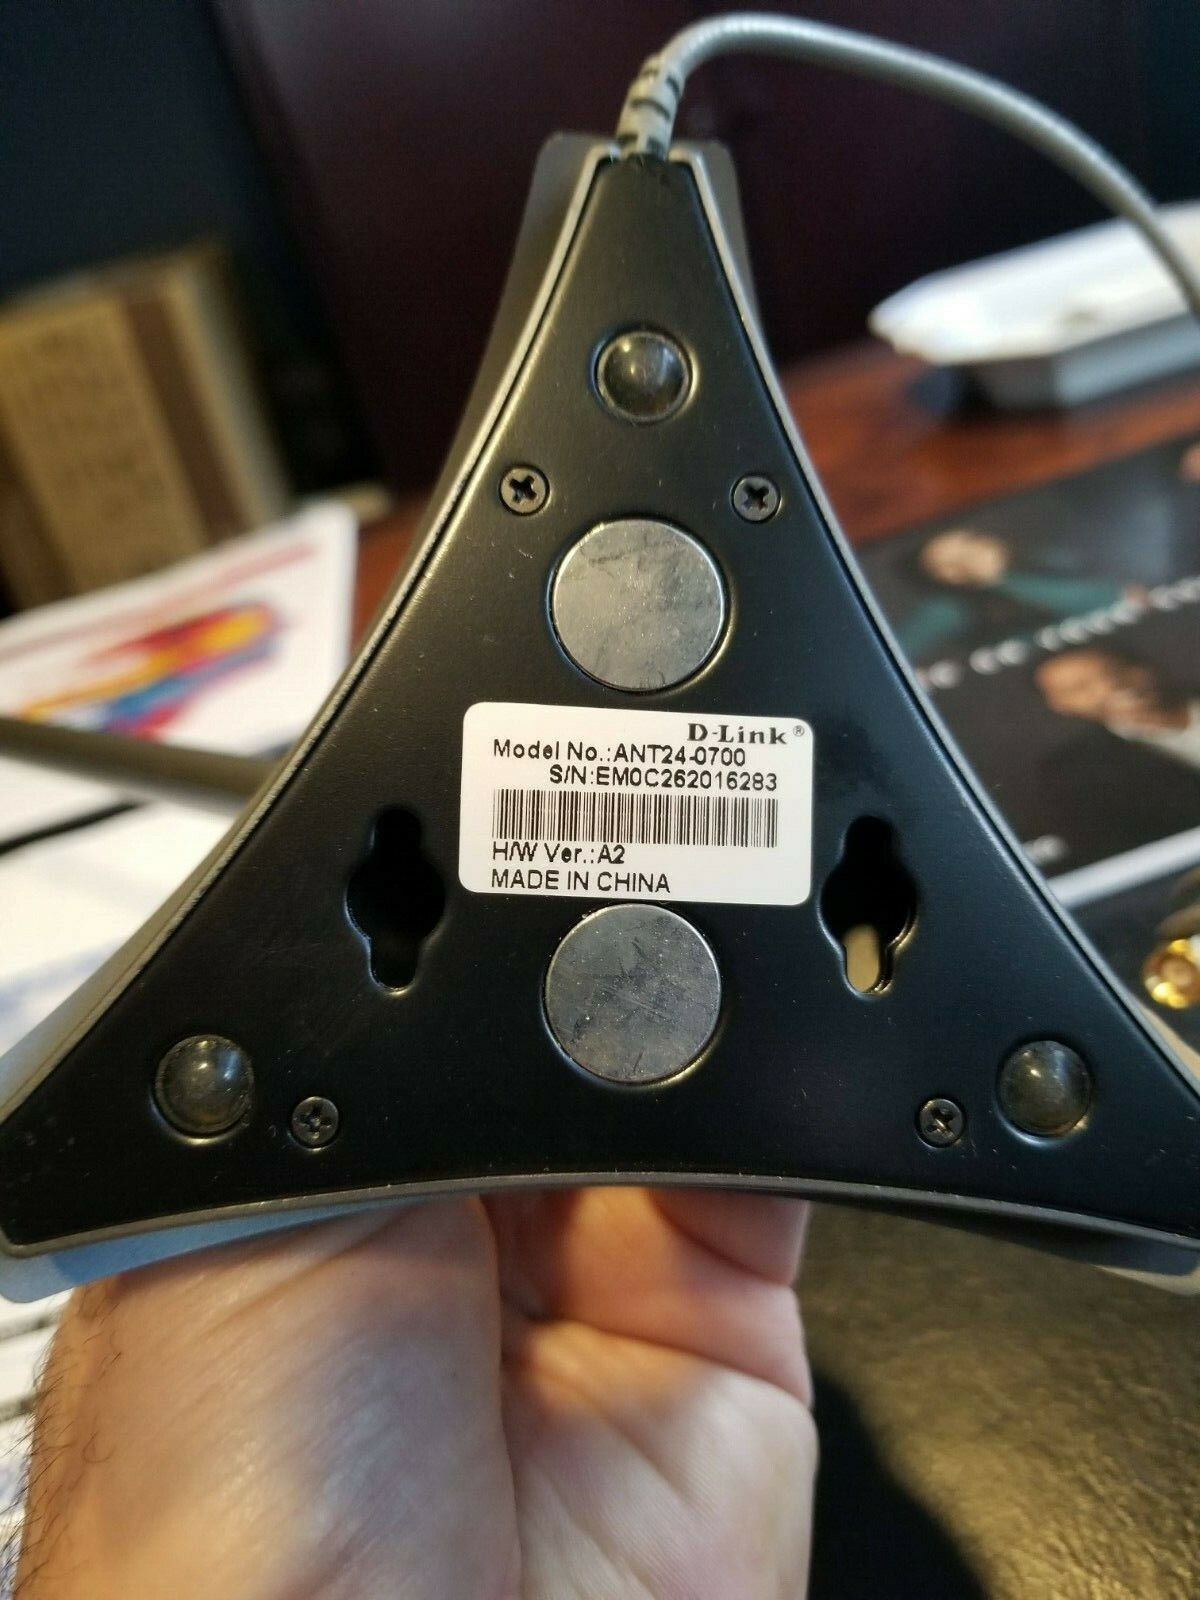 D-Link®
Model No.:ANT24-0700
S/N:EM0C262016283
H/W Ver.:A2
MADE IN CHINA